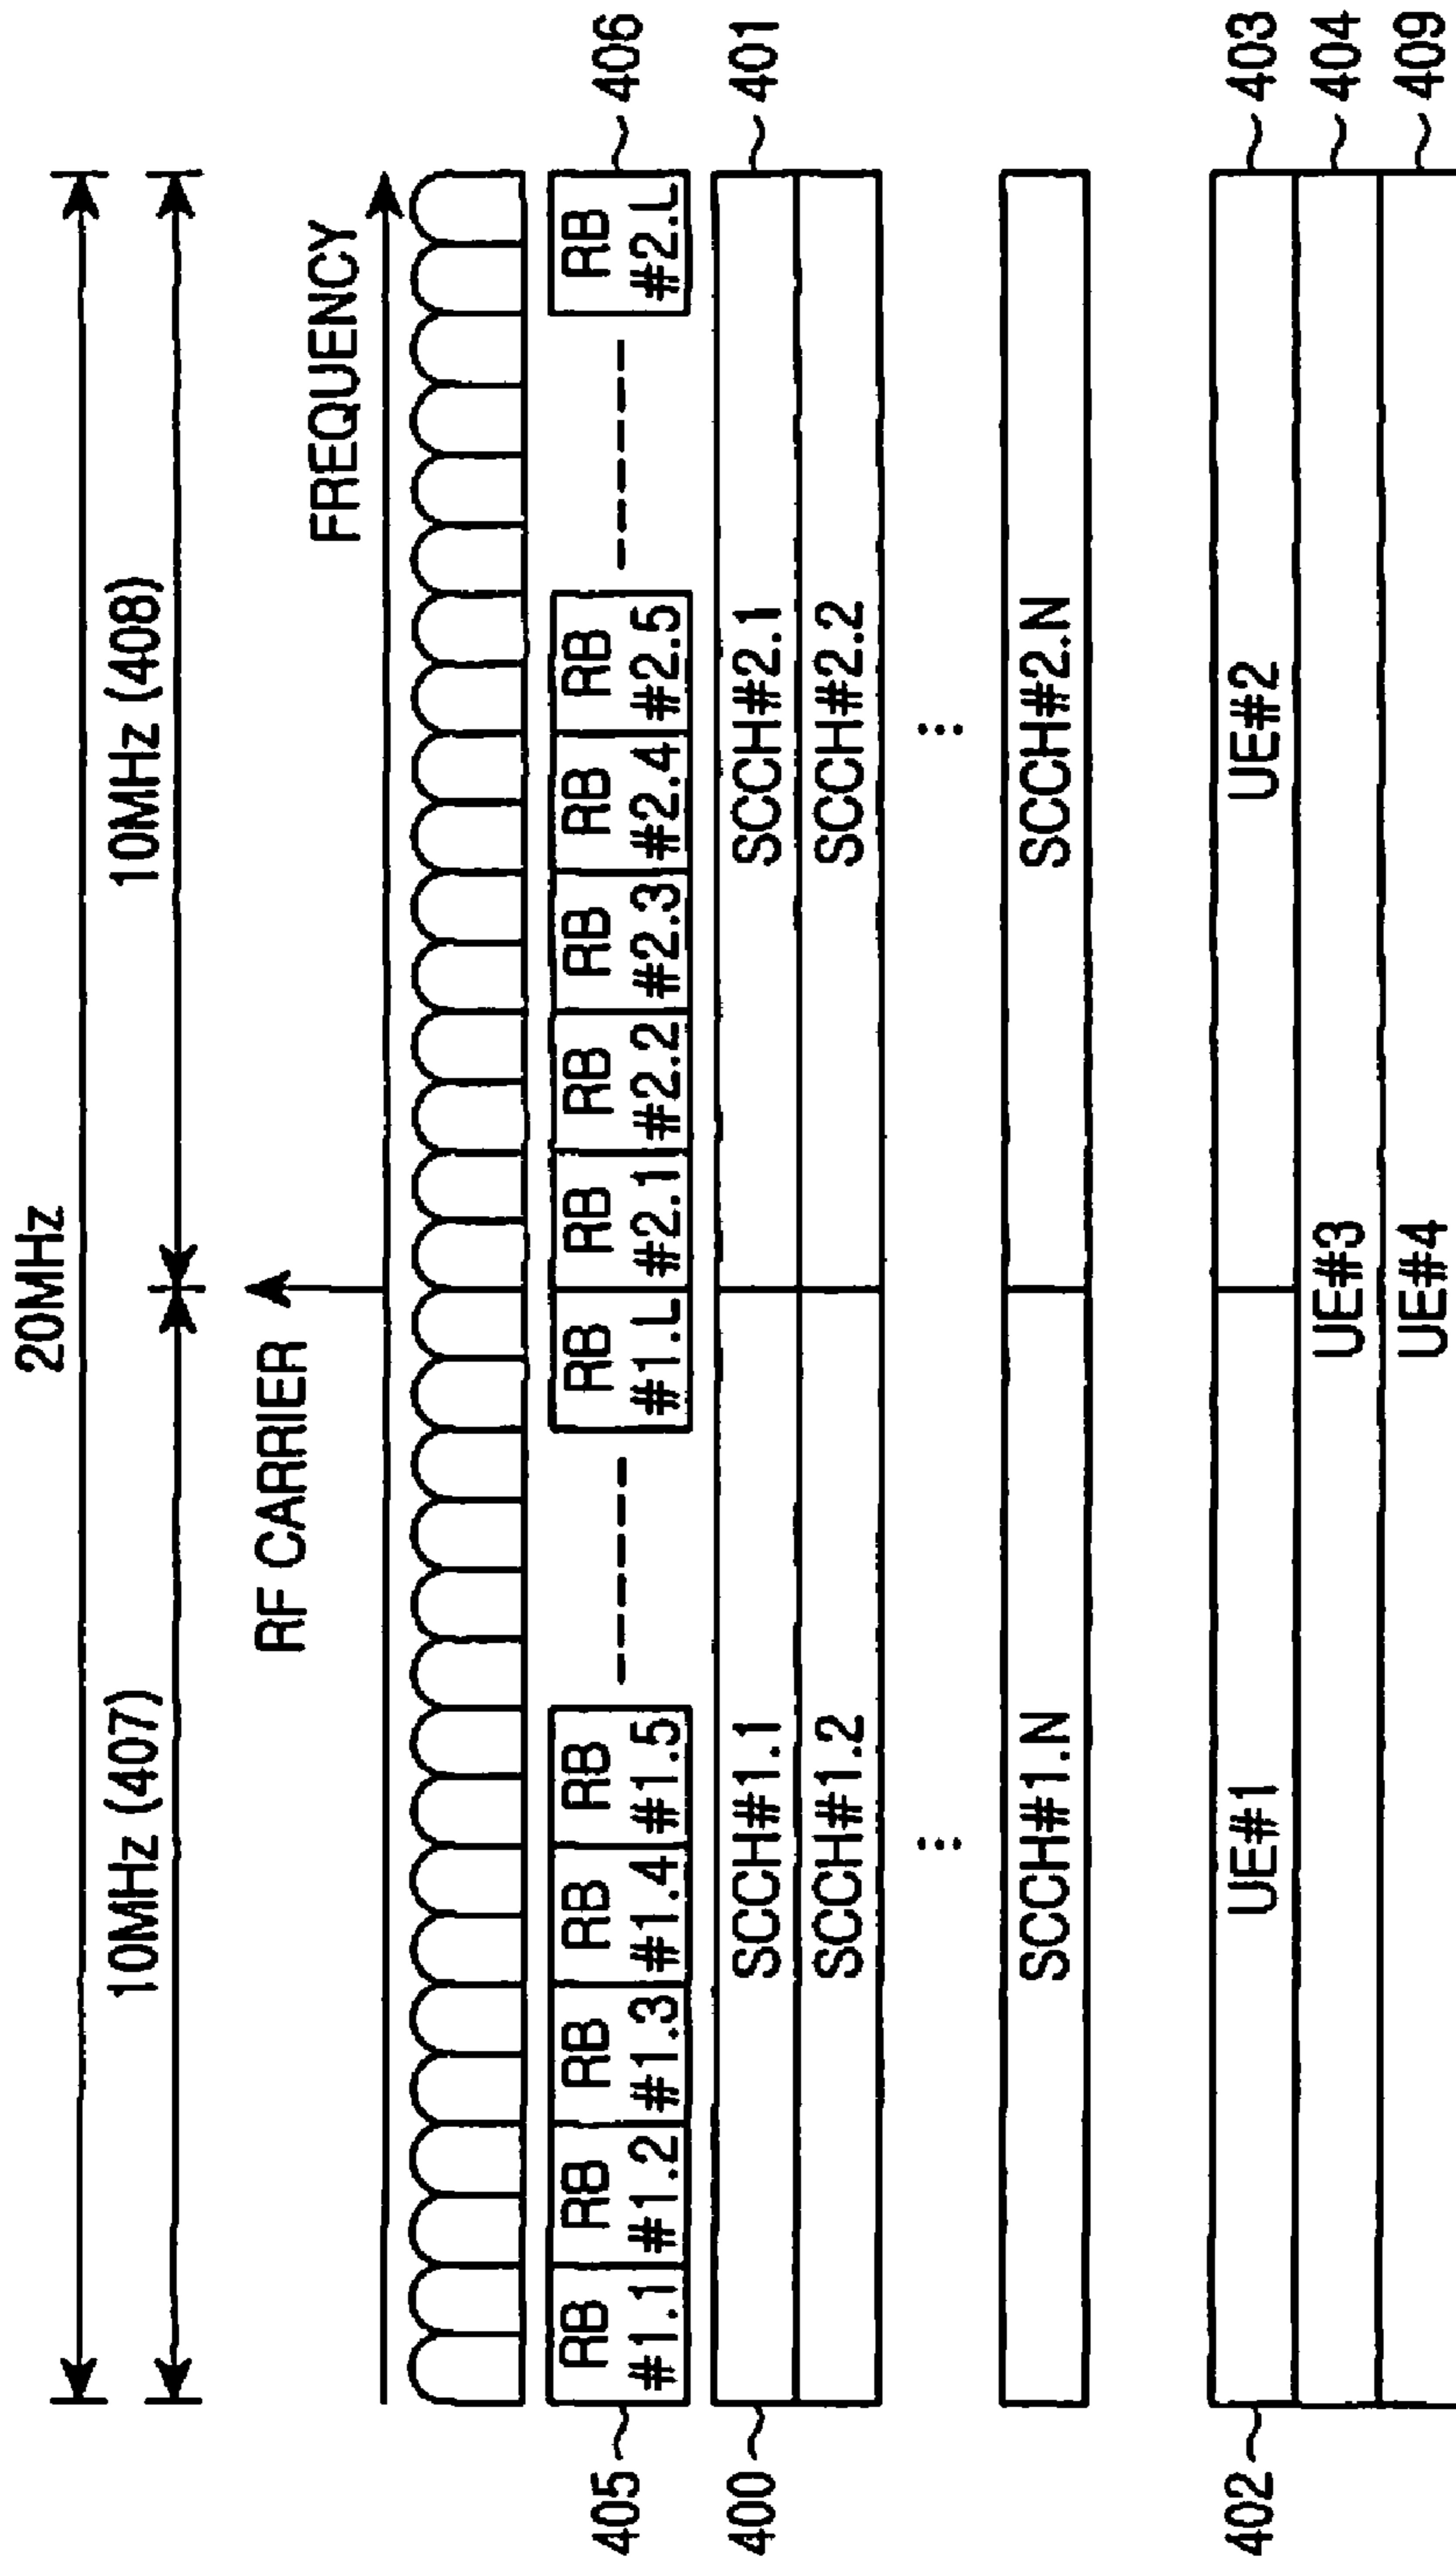 20MHz
10MHz (407) 10MHz (408)
RF CARRIER FREQUENCY
RB RB RB RB RB ------ RB RB RB RB RB RB ------ RB
405 #1.1 #1.2 #1.3 #1.4 #1.5 #1.L #2.1 #2.2 #2.3 #2.4 #2.5 #2.L 406
400 SCCH#1.1 SCCH#2.1 401
SCCH#1.2 SCCH#2.2
... ...
SCCH#1.N SCCH#2.N
402 UE#1 UE#2 403
UE#3 404
UE#4 409